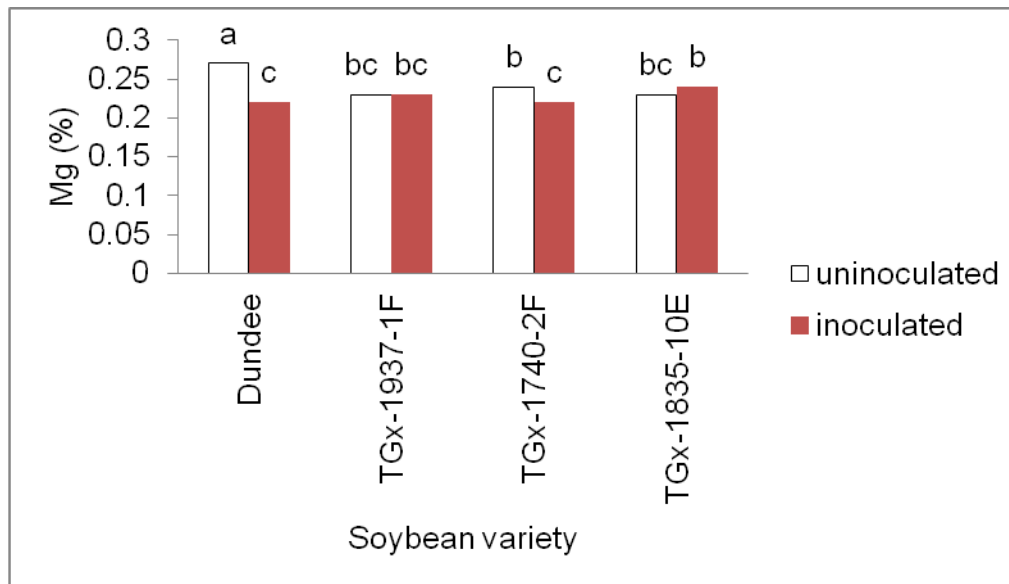 Mg (%)
0.3
0.25
0.2
0.15
0.1
0.05
0
a
c
bc
bc
b
c
bc
b
Dundee
TGx-1937-1F
TGx-1740-2F
TGx-1835-10E
Soybean variety
uninoculated
inoculated